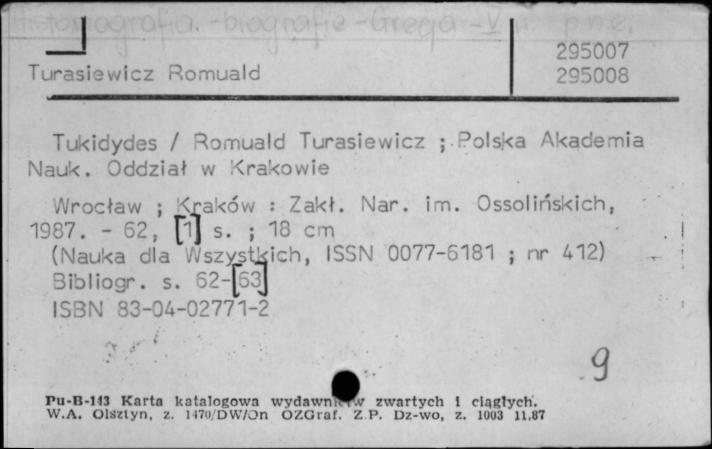 Historiografia - biografie - Grecja - V w. p.n.e.
295007
Turasiewicz Romuald 295008
Tukidydes / Romuald Turasiewicz ; Polska Akademia
Nauk. Oddział w Krakowie
Wrocław ; Kraków : Zakł. Nar. im. Ossolińskich,
1987. - 62, [1] s. ; 18 cm
(Nauka dla Wszystkich, ISSN 0077-6181 ; nr 412)
Bibliogr. s. 62-[63]
ISBN 83-04-02771-2
9
Pu-B-143 Karta katalogowa wydawnictw zwartych i ciągłych.
W.A. Olsztyn, z. 1470/DW/On OZGraf. Z.P. Dz-wo, z. 1003 11.87